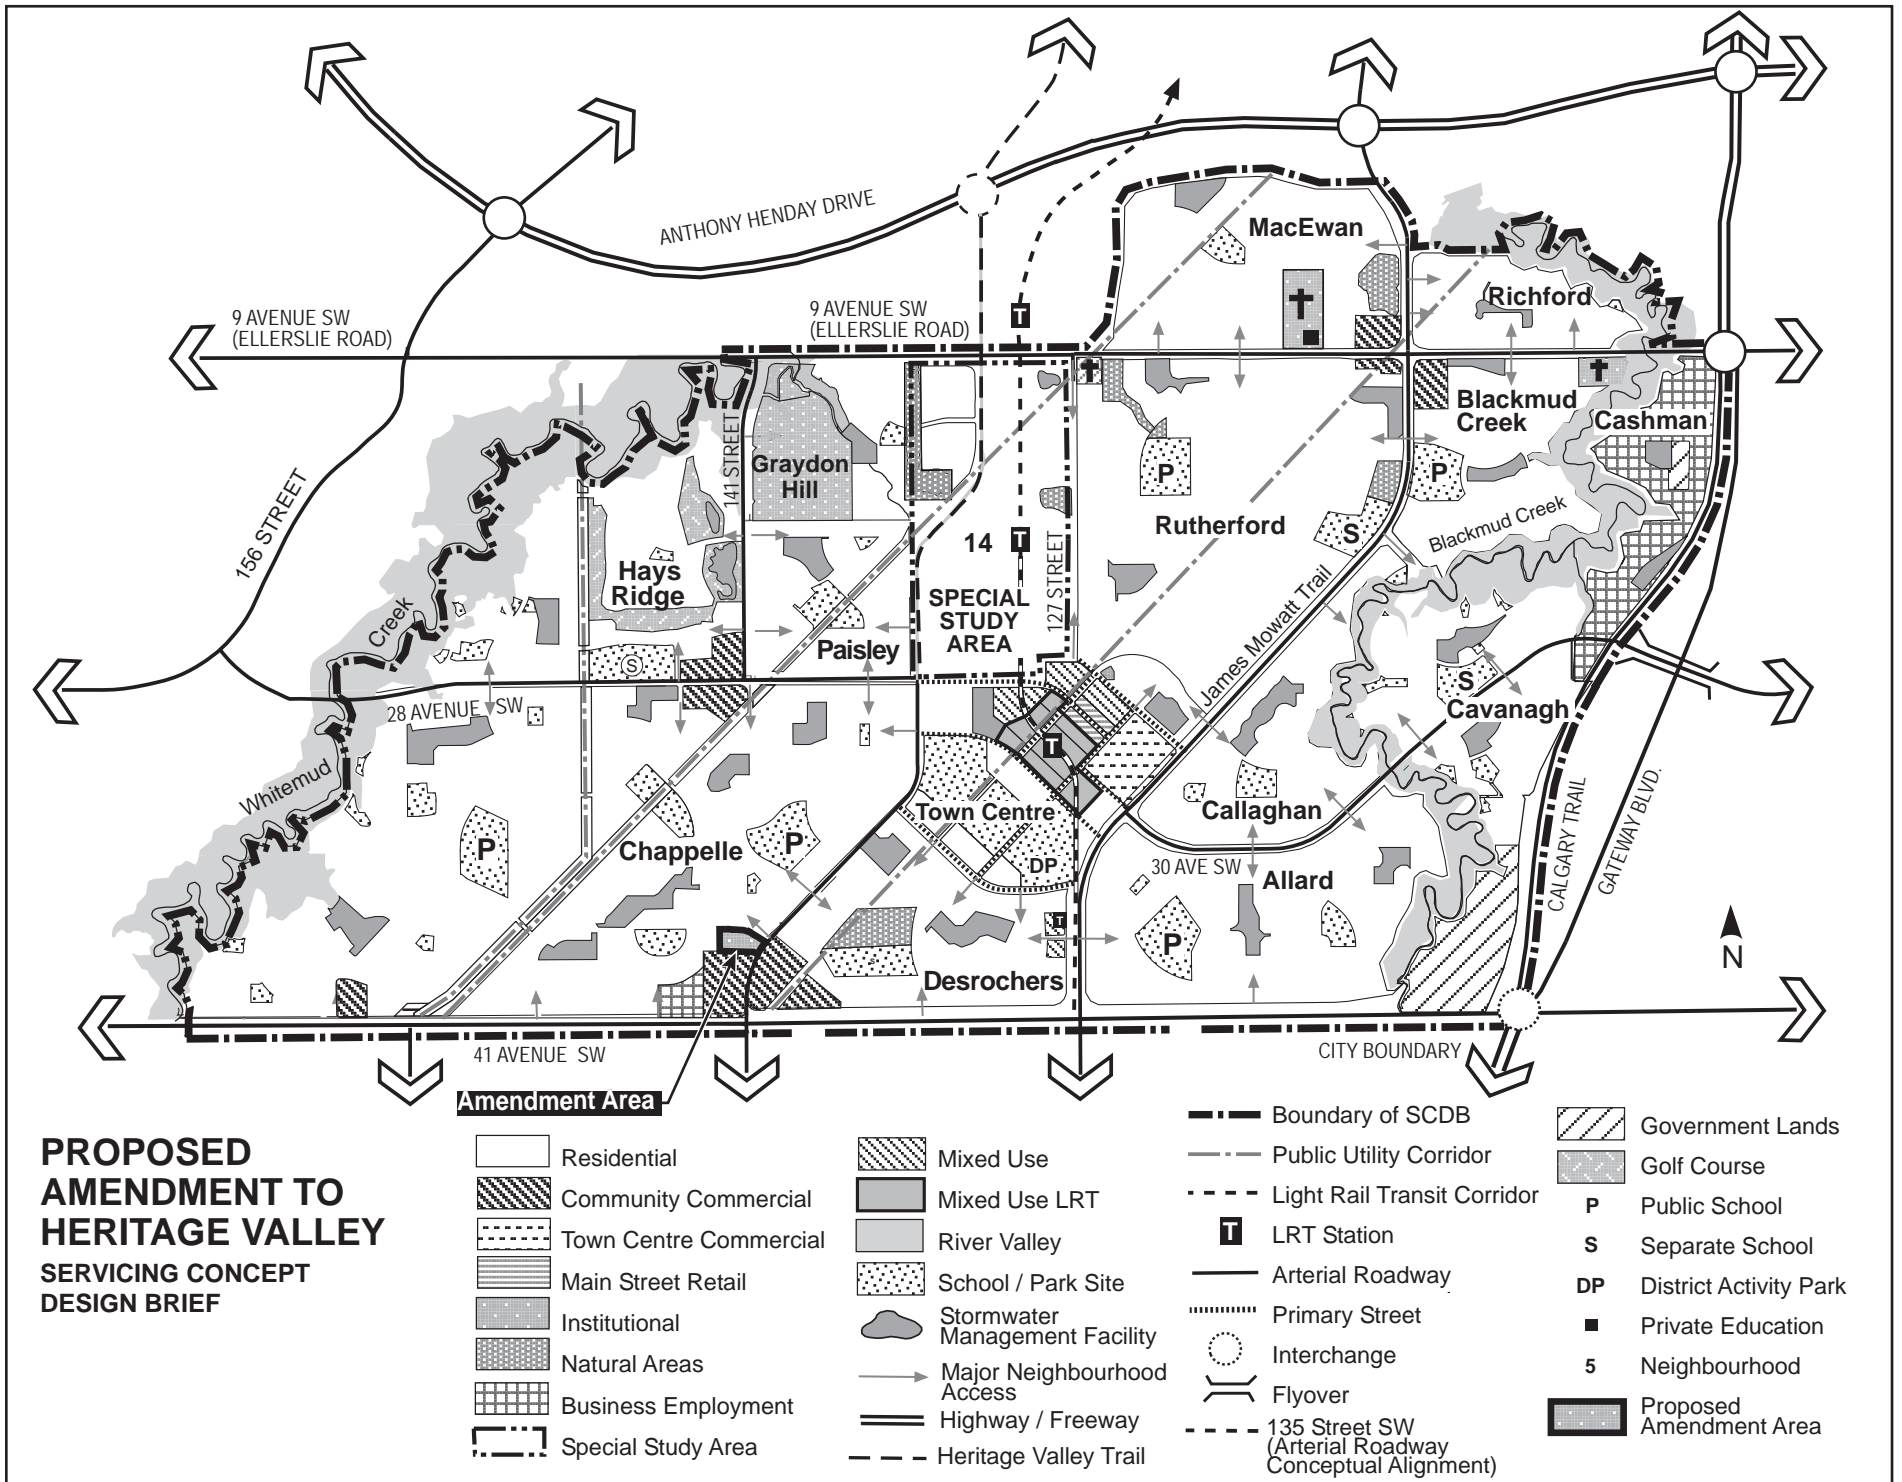 ANTHONY HENDAY DRIVE
MacEwan
Richford
9 AVENUE SW
(ELLERSLIE ROAD)
9 AVENUE SW
(ELLERSLIE ROAD)
T
Blackmud
Creek
Cashman
141 STREET
Graydon
Hill
P
P
156 STREET
Rutherford
S
Blackmud Creek
14
T
127 STREET
Hays
Ridge
SPECIAL
STUDY
AREA
Creek
Paisley
S
James Mowatt Trail
S
Cavanagh
28 AVENUE SW
T
Whitemud
Town Centre
Callaghan
CALGARY TRAIL
GATEWAY BLVD.
P
Chappelle
P
DP
30 AVE SW
Allard
T
P
N
S
Desrochers
41 AVENUE SW
CITY BOUNDARY
Amendment Area
PROPOSED
AMENDMENT TO
HERITAGE VALLEY
SERVICING CONCEPT
DESIGN BRIEF
Residential
Community Commercial
Town Centre Commercial
Main Street Retail
Institutional
Natural Areas
Business Employment
Special Study Area
Mixed Use
Mixed Use LRT
River Valley
School / Park Site
Stormwater
Management Facility
Major Neighbourhood
Access
Highway / Freeway
Heritage Valley Trail
Boundary of SCDB
Public Utility Corridor
Light Rail Transit Corridor
T LRT Station
Arterial Roadway
Primary Street
Interchange
Flyover
135 Street SW
(Arterial Roadway
Conceptual Alignment)
Government Lands
Golf Course
P Public School
S Separate School
DP District Activity Park
Private Education
5 Neighbourhood
Proposed
Amendment Area